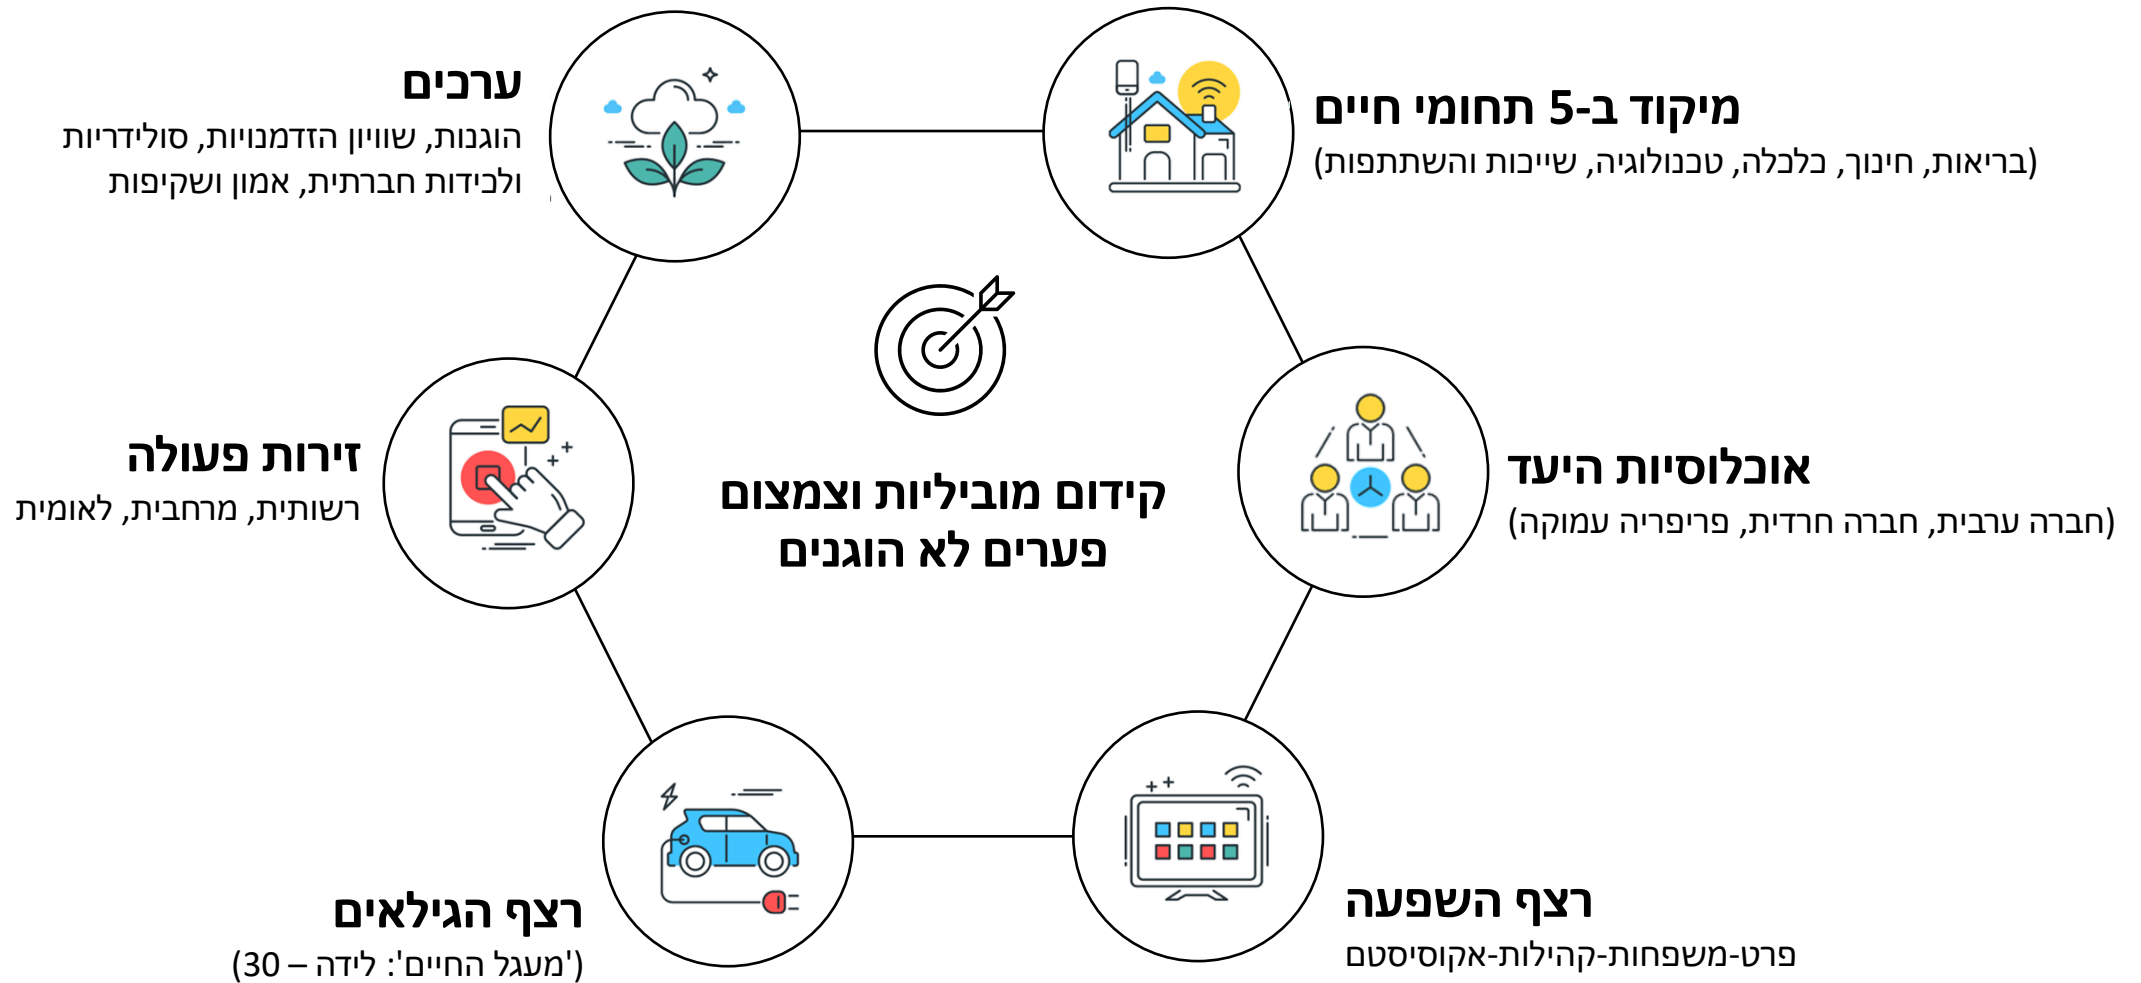 מיקוד ב-5 תחומי חיים
(בריאות, חינוך, כלכלה, טכנולוגיה, שייכות והשתתפות)
אוכלוסיות היעד
(חברה ערבית, חברה חרדית, פריפריה עמוקה)
רצף השפעה
פרט-משפחות-קהילות-אקוסיסטם
רצף הגילאים
('מעגל החיים': לידה – 30)
זירות פעולה
רשותית, מרחבית, לאומית
ערכים
הוגנות, שוויון הזדמנויות, סולידריות
ולכידות חברתית, אמון ושקיפות
קידום מוביליות וצמצום
פערים לא הוגנים